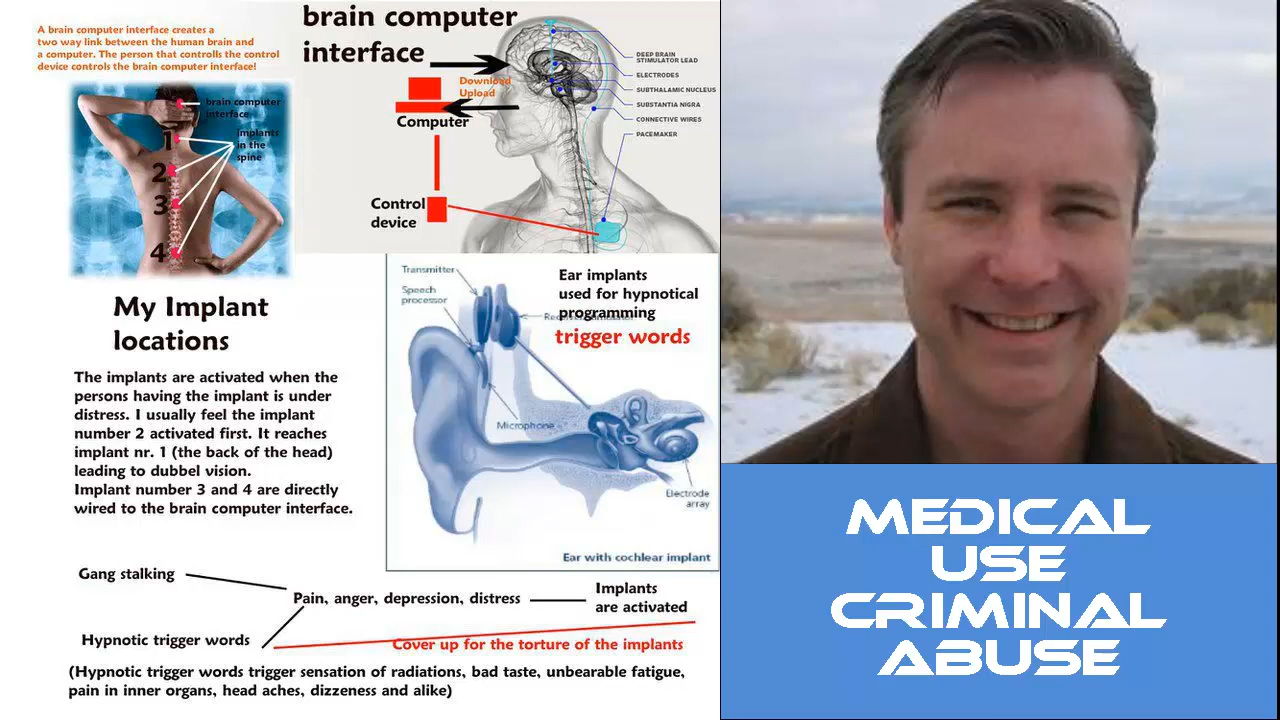 A brain computer interface creates a
two way link between the human brain and
a computer. The person that controlls the control
device controls the brain computer interface!
brain computer
interface
Implants
in the
spine
1
2
3
4
brain computer
interface
Download
Upload
Computer
Control
device
DEEP BRAIN
STIMULATOR LEAD
ELECTRODES
SUBTHALAMIC NUCLEUS
SUBSTANTIA NIGRA
CONNECTIVE WIRES
PACEMAKER
My Implant
locations
The implants are activated when the
persons having the implant is under
distress. I usually feel the implant
number 2 activated first. It reaches
implant nr. 1 (the back of the head)
leading to dubbel vision.
Implant number 3 and 4 are directly
wired to the brain computer interface.
Transmitter
Speech
processor
Ear implants
used for hypnotical
programming
trigger words
Microphone
Electrode
array
Ear with cochlear implant
Gang stalking
Pain, anger, depression, distress
Implants
are activated
Hypnotic trigger words
Cover up for the torture of the implants
(Hypnotic trigger words trigger sensation of radiations, bad taste, unbearable fatigue,
pain in inner organs, head aches, dizzeness and alike)
MEDICAL
USE
CRIMINAL
ABUSE